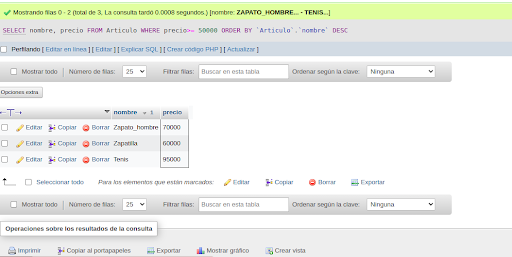 Mostrando filas 0 - 2 (total de 3, La consulta tardó 0.0008 segundos.) [nombre: ZAPATO_HOMBRE... - TENIS...]
SELECT nombre, precio FROM Articulo WHERE precio>= 50000 ORDER BY `Articulo`.`nombre` DESC
Perfilando [ Editar en línea ] [ Editar ] [ Explicar SQL ] [ Crear código PHP ] [ Actualizar ]
Mostrar todo | Número de filas: 25 Filtrar filas: Buscar en esta tabla Ordenar según la clave: Ninguna
Opciones extra
nombre 1 precio
Editar Copiar Borrar Zapato_hombre 70000
Editar Copiar Borrar Zapatilla 60000
Editar Copiar Borrar Tenis 95000
Seleccionar todo Para los elementos que están marcados: Editar Copiar Borrar Exportar
Mostrar todo | Número de filas: 25 Filtrar filas: Buscar en esta tabla Ordenar según la clave: Ninguna
Operaciones sobre los resultados de la consulta
Imprimir Copiar al portapapeles Exportar Mostrar gráfico Crear vista